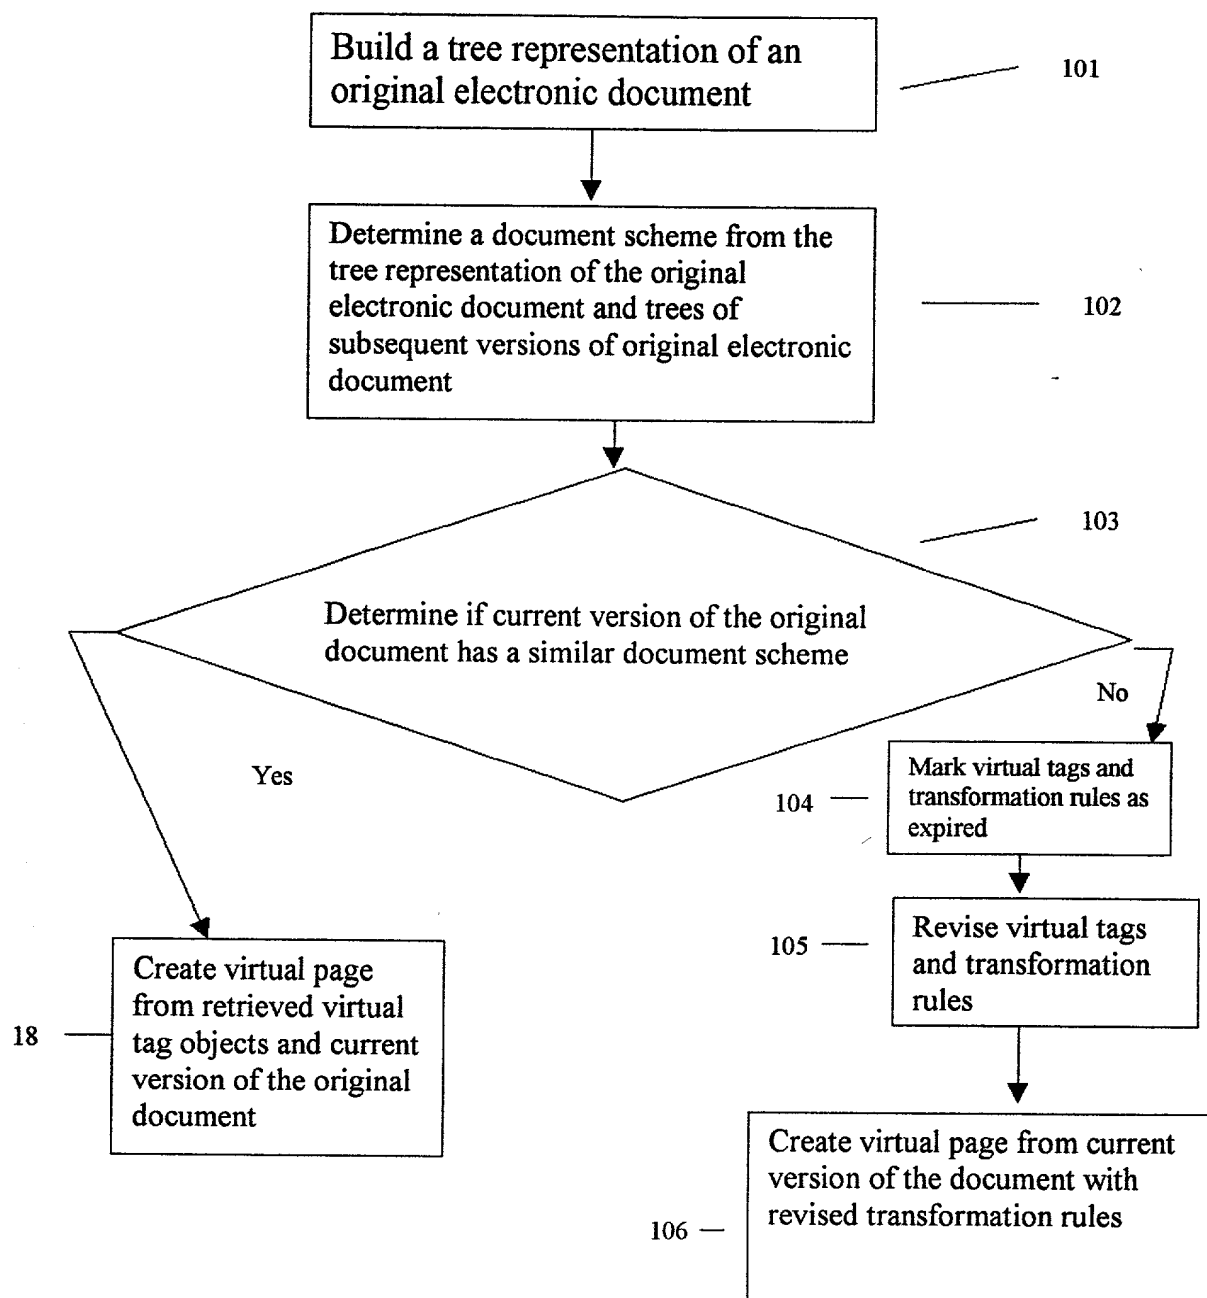 Build a tree representation of an
original electronic document
101
Determine a document scheme from the
tree representation of the original
electronic document and trees of
subsequent versions of original electronic
document
102
103
Determine if current version of the original
document has a similar document scheme
No
Yes
104
Mark virtual tags and
transformation rules as
expired
105
Revise virtual tags
and transformation
rules
18
Create virtual page
from retrieved virtual
tag objects and current
version of the original
document
106
Create virtual page from current
version of the document with
revised transformation rules